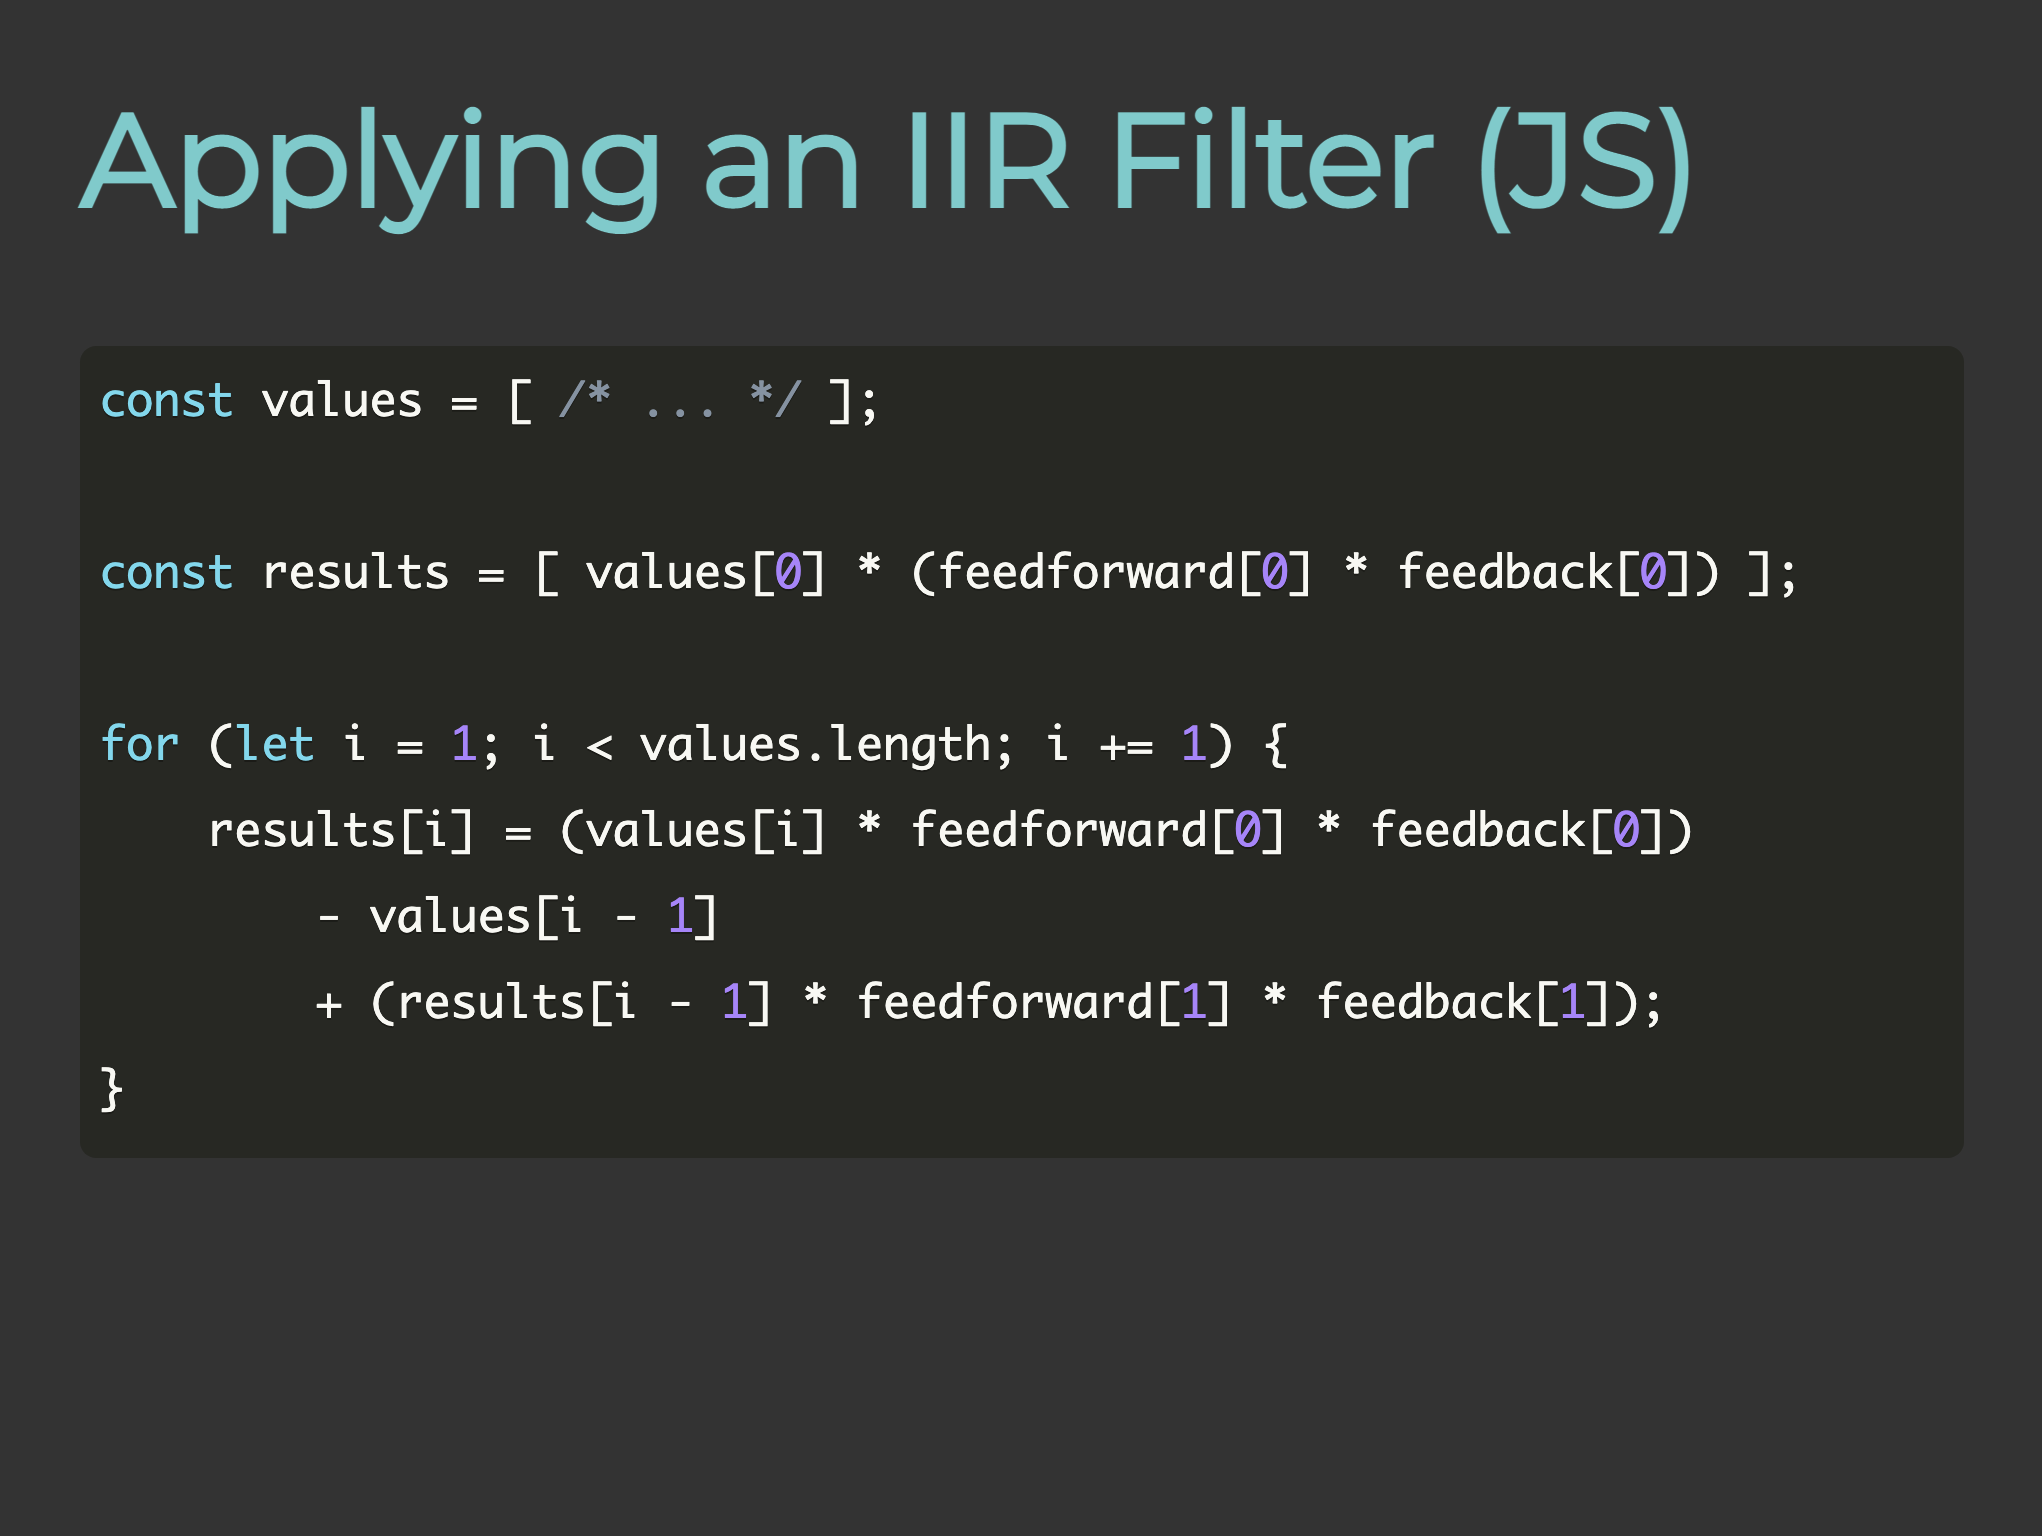 Applying an IIR Filter (JS)
const values = [ /* ... */ ];
const results = [ values[0] * (feedforward[0] * feedback[0]) ];
for (let i = 1; i < values.length; i += 1) {
    results[i] = (values[i] * feedforward[0] * feedback[0])
        - values[i - 1]
        + (results[i - 1] * feedforward[1] * feedback[1]);
}